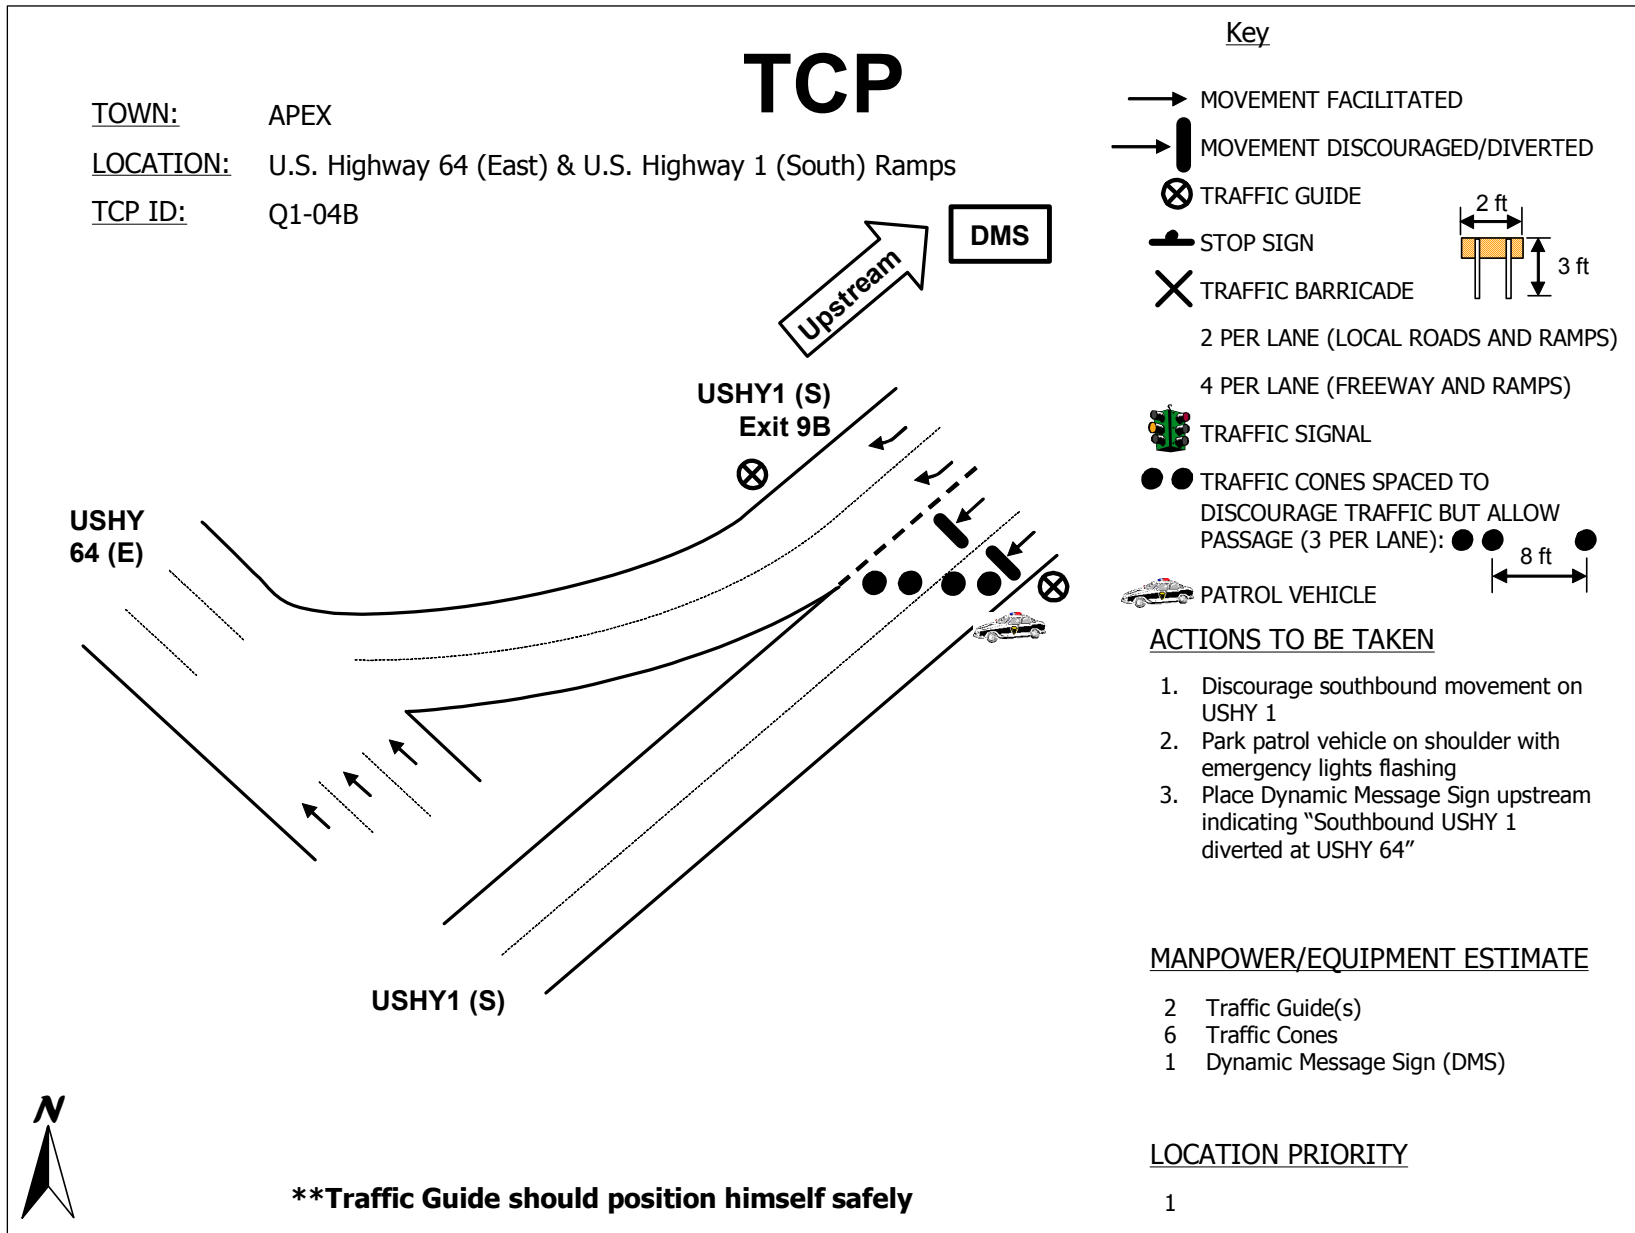 TCP
TOWN: APEX
LOCATION: U.S. Highway 64 (East) & U.S. Highway 1 (South) Ramps
TCP ID: Q1-04B
DMS
Upstream
USHY1 (S)
Exit 9B
USHY
64 (E)
USHY1 (S)
N
**Traffic Guide should position himself safely
Key
MOVEMENT FACILITATED
MOVEMENT DISCOURAGED/DIVERTED
TRAFFIC GUIDE
2 ft
STOP SIGN
3 ft
TRAFFIC BARRICADE
2 PER LANE (LOCAL ROADS AND RAMPS)
4 PER LANE (FREEWAY AND RAMPS)
TRAFFIC SIGNAL
TRAFFIC CONES SPACED TO
DISCOURAGE TRAFFIC BUT ALLOW
PASSAGE (3 PER LANE):
8 ft
PATROL VEHICLE
ACTIONS TO BE TAKEN
1. Discourage southbound movement on
USHY 1
2. Park patrol vehicle on shoulder with
emergency lights flashing
3. Place Dynamic Message Sign upstream
indicating “Southbound USHY 1
diverted at USHY 64”
MANPOWER/EQUIPMENT ESTIMATE
2 Traffic Guide(s)
6 Traffic Cones
1 Dynamic Message Sign (DMS)
LOCATION PRIORITY
1